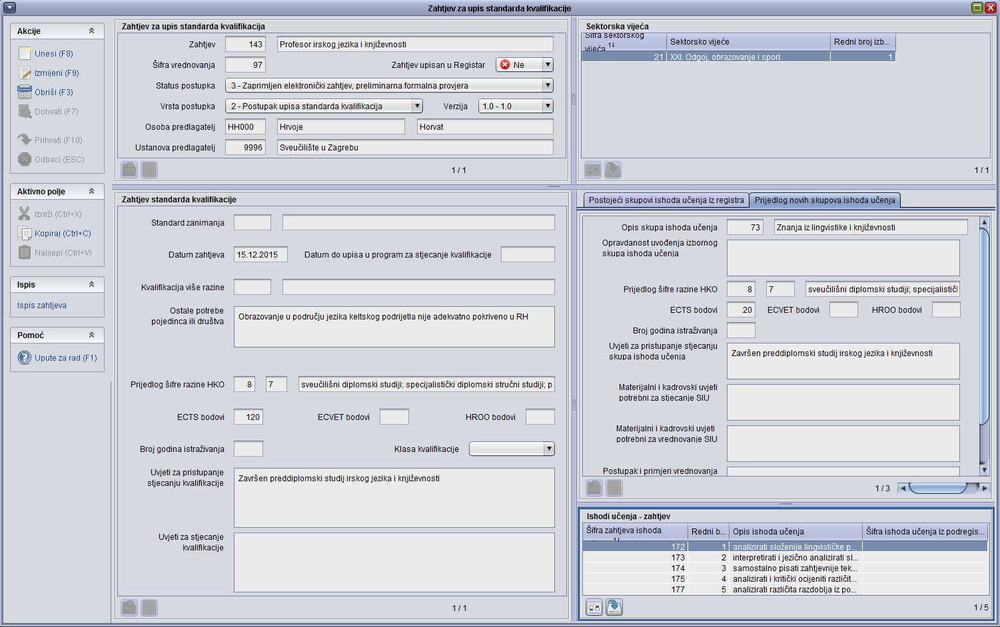 Zahtjev za upis standarda kvalifikacije
Akcije
Unesi (F8)
Izmijeni (F9)
Obriši (F3)
Dohvati (F7)
Prihvati (F10)
Odbaci (ESC)
Aktivno polje
Izreži (Ctrl+X)
Kopiraj (Ctrl+C)
Nalijepi (Ctrl+V)
Ispis
Ispis zahtjeva
Pomoć
Upute za rad (F1)
Zahtjev za upis standarda kvalifikacija
Zahtjev 143 Profesor irskog jezika i književnosti
Šifra vrednovanja 97 Zahtjev upisan u Registar Ne
Status postupka 3 - Zaprimljen elektronički zahtjev, preliminarna formalna provjera
Vrsta postupka 2 - Postupak upisa standarda kvalifikacija Verzija 1.0 - 1.0
Osoba predlagatelj HH000 Hrvoje Horvat
Ustanova predlagatelj 9996 Sveučilište u Zagrebu
1 / 1
Sektorska vijeća
Šifra sektorskog
vijeća Sektorsko vijeće Redni broj izb...
21 XXI. Odgoj, obrazovanje i sport 1
1 / 1
Zahtjev standarda kvalifikacije
Standard zanimanja
Datum zahtjeva 15.12.2015 Datum do upisa u program za stjecanje kvalifikacije
Kvalifikacija više razine
Ostale potrebe
pojedinca ili društva
Obrazovanje u području jezika keltskog podrijetla nije adekvatno pokriveno u RH
Prijedlog šifre razine HKO 8 7 sveučilišni diplomski studiji; specijalistički diplomski stručni studiji; p
ECTS bodovi 120 ECVET bodovi HROO bodovi
Broj godina istraživanja Klasa kvalifikacije
Uvjeti za pristupanje
stjecanju kvalifikacije
Završen preddiplomski studij irskog jezika i književnosti
Uvjeti za stjecanje
kvalifikacije
1 / 1
Postojeći skupovi ishoda učenja iz registra Prijedlog novih skupova ishoda učenja
Opis skupa ishoda učenja 73 Znanja iz lingvistike i književnosti
Opravdanost uvođenja izbornog
skupa ishoda učenja
Prijedlog šifre razine HKO 8 7 sveučilišni diplomski studiji; specijalistič
ECTS bodovi 20 ECVET bodovi HROO bodovi
Broj godina istraživanja
Uvjeti za pristupanje stjecanju
skupa ishoda učenja
Završen preddiplomski studij irskog jezika i književnosti
Materijalni i kadrovski uvjeti
potrebni za stjecanje SIU
Materijalni i kadrovski uvjeti
potrebni za vrednovanje SIU
Postupak i primjeri vrednovanja
1 / 3
Ishodi učenja - zahtjev
Šifra zahtjeva ishoda Redni b... Opis ishoda učenja Šifra ishoda učenja iz podregis...
172 1 analizirati složenije lingvističke p...
173 2 interpretirati i jezično analizirati sl...
174 3 samostalno pisati zahtjevnije tek...
175 4 analizirati i kritički ocijeniti različit...
177 5 analizirati različita razdoblja iz po...
1 / 5